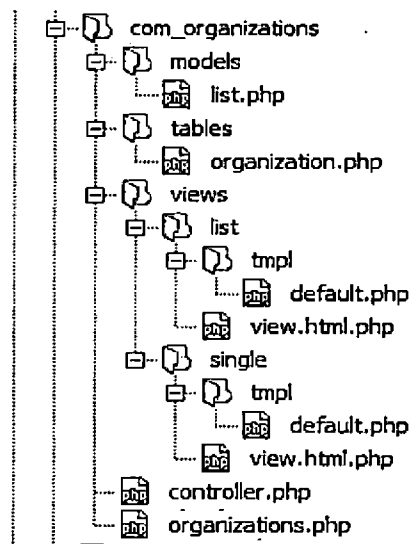 com_organizations
models
list.php
tables
organization.php
views
list
tmpl
default.php
view.html.php
single
tmpl
default.php
view.html.php
controller.php
organizations.php